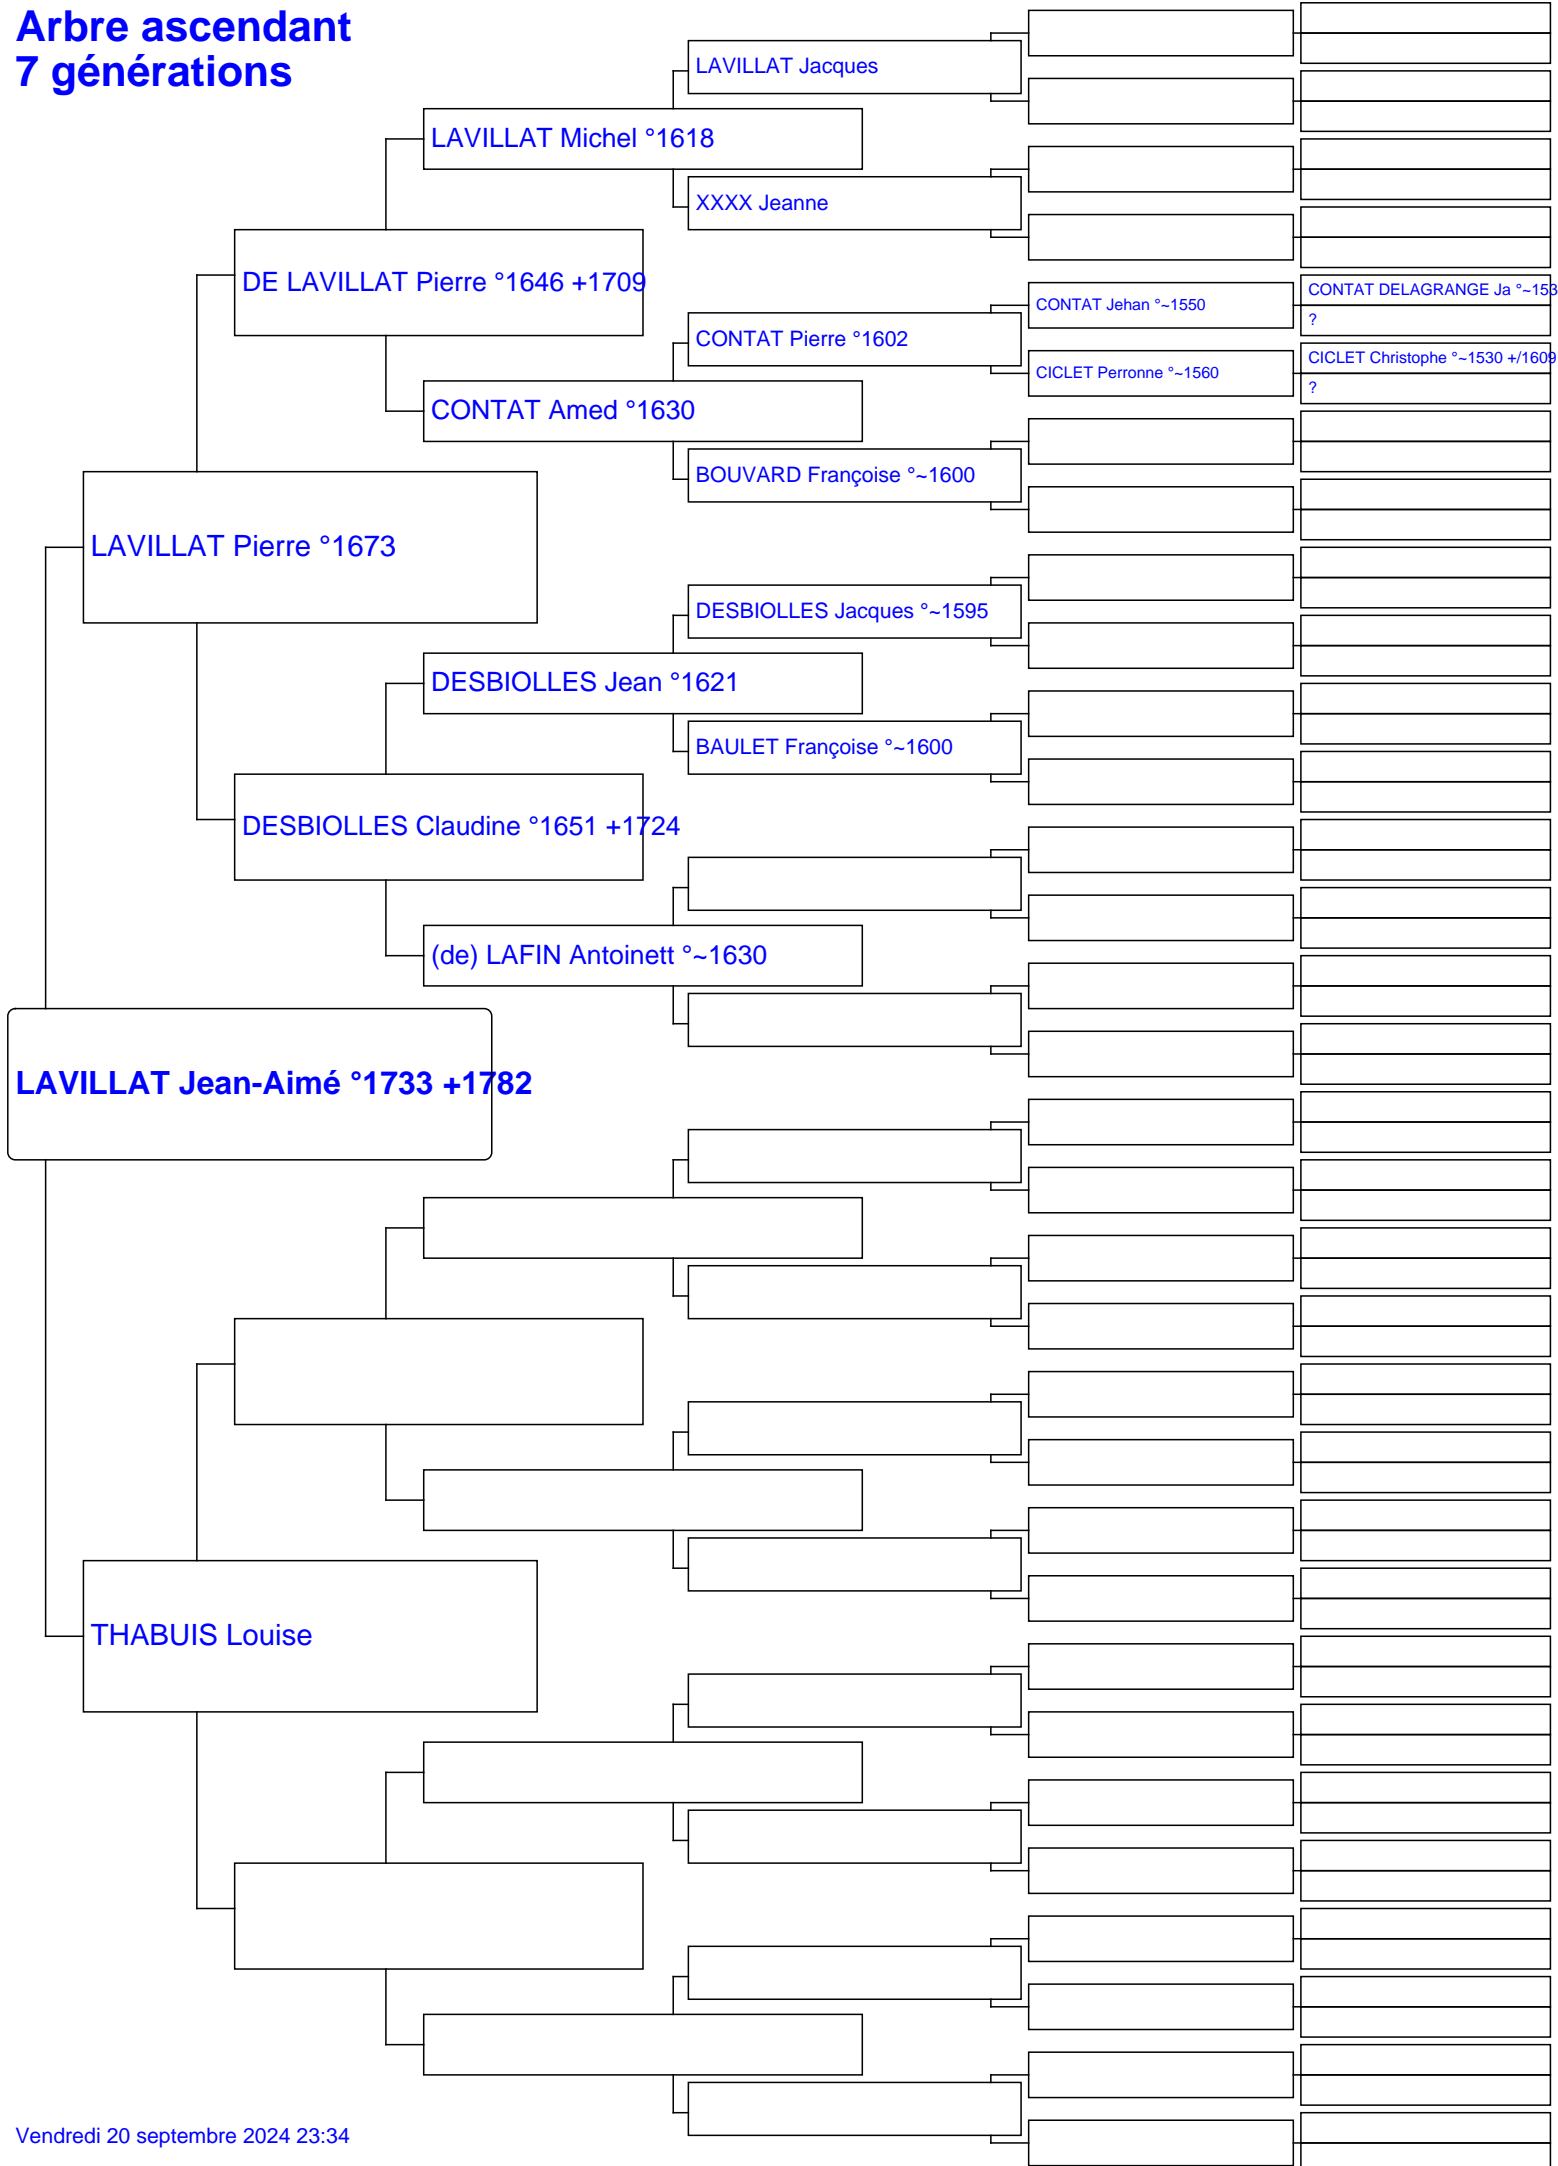 Arbre ascendant
7 générations
LAVILLAT Jacques
LAVILLAT Michel °1618
XXXX Jeanne
DE LAVILLAT Pierre °1646 +1709
CONTAT DELAGRANGE Ja °~153
CONTAT Jehan °~1550
?
CONTAT Pierre °1602
CICLET Christophe °~1530 +/1609
CICLET Perronne °~1560
?
CONTAT Amed °1630
BOUVARD Françoise °~1600
LAVILLAT Pierre °1673
DESBIOLLES Jacques °~1595
DESBIOLLES Jean °1621
BAULET Françoise °~1600
DESBIOLLES Claudine °1651 +1724
(de) LAFIN Antoinett °~1630
LAVILLAT Jean-Aimé °1733 +1782
THABUIS Louise
Vendredi 20 septembre 2024 23:34